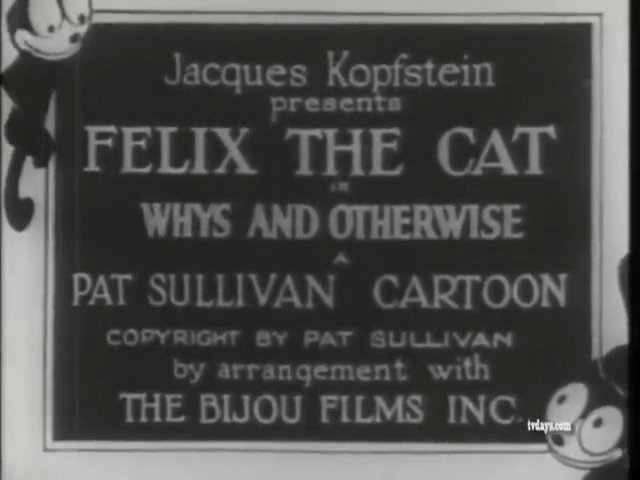 Jacques Kopfstein
presents
FELIX THE CAT
in
WHYS AND OTHERWISE
A
PAT SULLIVAN CARTOON
COPYRIGHT BY PAT SULLIVAN
by arrangement with
THE BIJOU FILMS INC.
tvdays.com